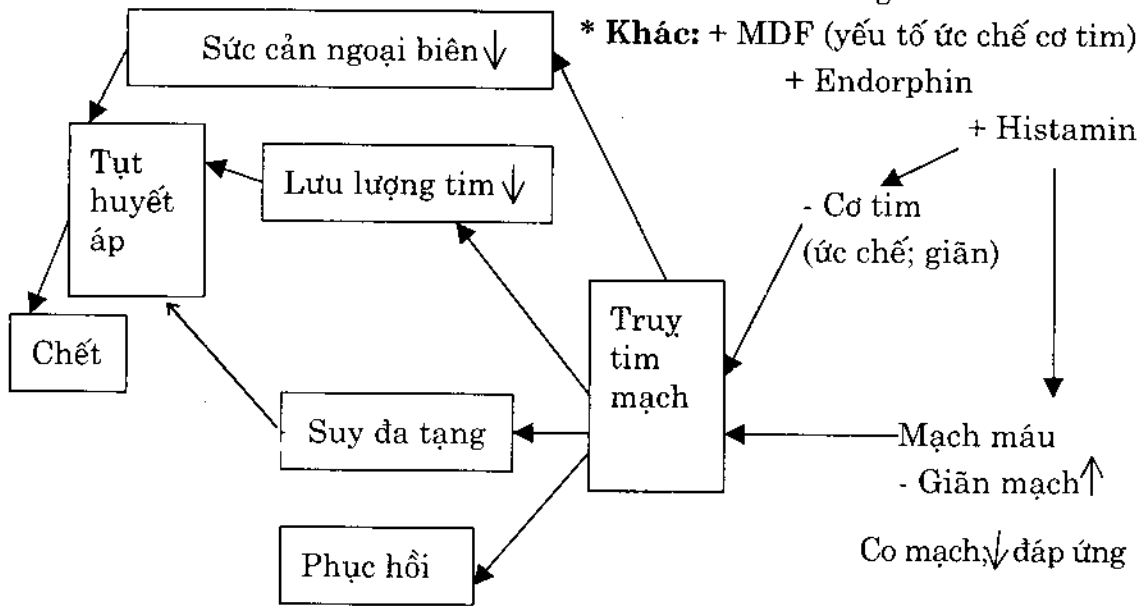 Sức cản ngoại biên ↓
* Khác: + MDF (yếu tố ức chế cơ tim)
+ Endorphin
+ Histamin
Tụt
huyết
áp
Lưu lượng tim ↓
- Cơ tim
(ức chế; giãn)
Truỵ
tim
mạch
Chết
Suy đa tạng
Mạch máu
- Giãn mạch ↑
Phục hồi
Co mạch, ↓ đáp ứng